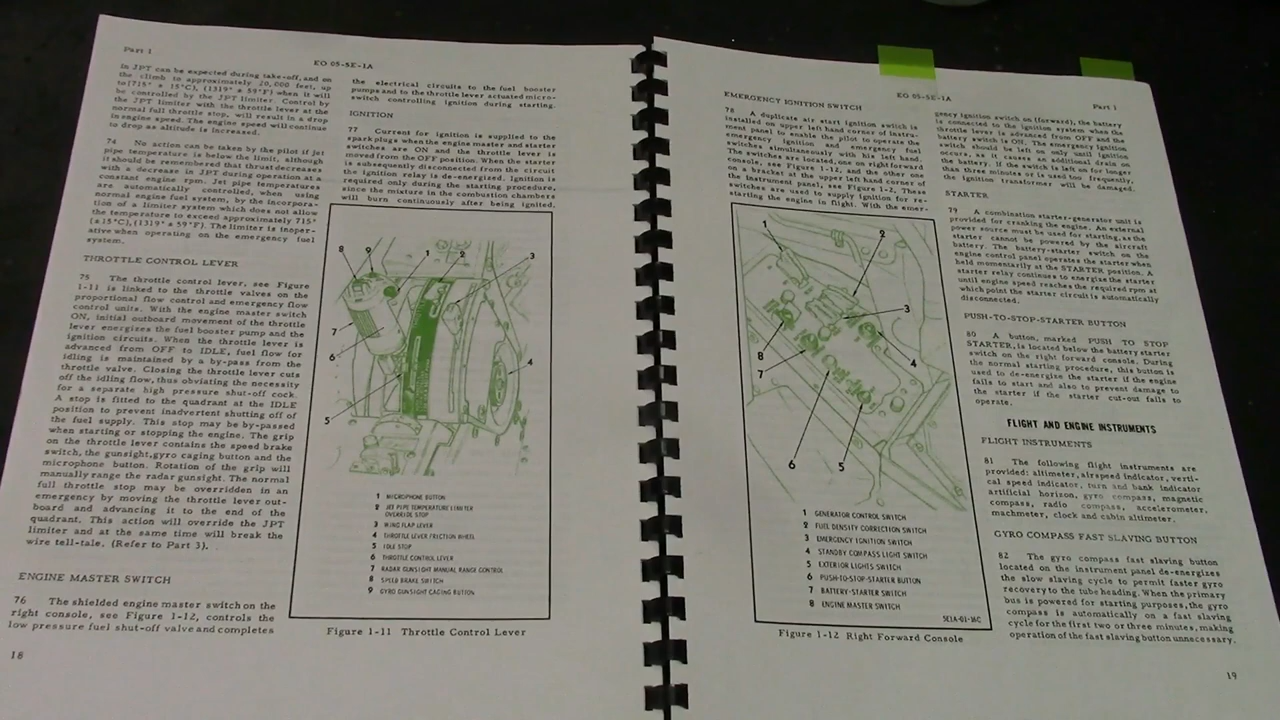 Part 1
EO 05-5E-1A
in JPT can be expected during take-off, and on
the climb to approximately 20,000 feet, up
to (715° ± 15°C), (1319° ± 59°F) when it will
be controlled by the JPT limiter. Control by
the JPT limiter with the throttle lever at the
normal full throttle stop, will result in a drop
in engine speed. The engine speed will continue
to drop as altitude is increased.
74 No action can be taken by the pilot if jet
pipe temperature is below the limit, although
it should be remembered that thrust decreases
with a decrease in JPT during operation at a
constant engine rpm. Jet pipe temperatures
are automatically controlled, when using
normal engine fuel system, by the incorpora-
tion of a limiter system which does not allow
the temperature to exceed approximately 715°
(±15°C), (1319° ± 59°F). The limiter is inoper-
ative when operating on the emergency fuel
system.
THROTTLE CONTROL LEVER
75 The throttle control lever, see Figure
1-11 is linked to the throttle valves on the
proportional flow control and emergency flow
control units. With the engine master switch
ON, initial outboard movement of the throttle
lever energizes the fuel booster pump and the
ignition circuits. When the throttle lever is
advanced from OFF to IDLE, fuel flow for
idling is maintained by a by-pass from the
throttle valve. Closing the throttle lever cuts
off the idling flow, thus obviating the necessity
for a separate high pressure shut-off cock.
A stop is fitted to the quadrant at the IDLE
position to prevent inadvertent shutting off of
the fuel supply. This stop may be by-passed
when starting or stopping the engine. The grip
on the throttle lever contains the speed brake
switch, the gunsight, gyro caging button and the
microphone button. Rotation of the grip will
manually range the radar gunsight. The normal
full throttle stop may be overridden in an
emergency by moving the throttle lever out-
board and advancing it to the end of the
quadrant. This action will override the JPT
limiter and at the same time will break the
wire tell-tale. (Refer to Part 3).
ENGINE MASTER SWITCH
76 The shielded engine master switch on the
right console, see Figure 1-12, controls the
low pressure fuel shut-off valve and completes
18
the electrical circuits to the fuel booster
pumps and to the throttle lever actuated micro-
switch controlling ignition during starting.
IGNITION
77 Current for ignition is supplied to the
spark plugs when the engine master and starter
switches are ON and the throttle lever is
moved from the OFF position. When the starter
is subsequently disconnected from the circuit
the ignition relay is de-energized. Ignition is
required only during the starting procedure,
since the mixture in the combustion chambers
will burn continuously after being ignited.
8
9
1
2
3
7
6
4
5
1 MICROPHONE BUTTON
2 JET PIPE TEMPERATURE LIMITER
OVERRIDE STOP
3 WING FLAP LEVER
4 THROTTLE LEVER FRICTION WHEEL
5 IDLE STOP
6 THROTTLE CONTROL LEVER
7 RADAR GUNSIGHT MANUAL RANGE CONTROL
8 SPEED BRAKE SWITCH
9 GYRO GUNSIGHT CAGING BUTTON
Figure 1-11 Throttle Control Lever
EO 05-5E-1A
Part 1
EMERGENCY IGNITION SWITCH
78 A duplicate air start ignition switch is
installed on upper left hand corner of instru-
ment panel to enable the pilot to operate the
emergency ignition and emergency fuel
switches simultaneously with his left hand.
The switches are located, one on right forward
console, see Figure 1-12, and the other one
on a bracket at the upper left hand corner of
the instrument panel, see Figure 1-2. These
switches are used to supply ignition for re-
starting the engine in flight. With the emer-
1
2
3
4
8
7
6
5
1 GENERATOR CONTROL SWITCH
2 FUEL DENSITY CORRECTION SWITCH
3 EMERGENCY IGNITION SWITCH
4 STANDBY COMPASS LIGHT SWITCH
5 EXTERIOR LIGHTS SWITCH
6 PUSH-TO-STOP-STARTER BUTTON
7 BATTERY-STARTER SWITCH
8 ENGINE MASTER SWITCH
5E1A-01-16C
Figure 1-12 Right Forward Console
gency ignition switch on (forward), the battery
is connected to the ignition system when the
throttle lever is advanced from OFF and the
battery switch is ON. The emergency ignition
switch should be left on only until ignition
occurs, as it causes an additional drain on
the battery. If the switch is left on for longer
than three minutes or is used too frequently,
the ignition transformer will be damaged.
STARTER
79 A combination starter-generator unit is
provided for cranking the engine. An external
power source must be used for starting, as the
starter cannot be powered by the aircraft
battery. The battery-starter switch on the
engine control panel operates the starter when
held momentarily at the STARTER position. A
starter relay continues to energize the starter
until engine speed reaches the required rpm at
which point the starter circuit is automatically
disconnected.
PUSH-TO-STOP-STARTER BUTTON
80 A button, marked PUSH TO STOP
STARTER, is located below the battery starter
switch on the right forward console. During
the normal starting procedure, this button is
used to de-energize the starter if the engine
fails to start and also to prevent damage to
the starter if the starter cut-out fails to
operate.
FLIGHT AND ENGINE INSTRUMENTS
FLIGHT INSTRUMENTS
81 The following flight instruments are
provided: altimeter, airspeed indicator, verti-
cal speed indicator, turn and bank indicator
artificial horizon, gyro compass, magnetic
compass, radio compass, accelerometer,
machmeter, clock and cabin altimeter.
GYRO COMPASS FAST SLAVING BUTTON
82 The gyro compass fast slaving button
located on the instrument panel de-energizes
the slow slaving cycle to permit faster gyro
recovery to the tube heading. When the primary
bus is powered for starting purposes, the gyro
compass is automatically on a fast slaving
cycle for the first two or three minutes, making
operation of the fast slaving button unnecessary.
19